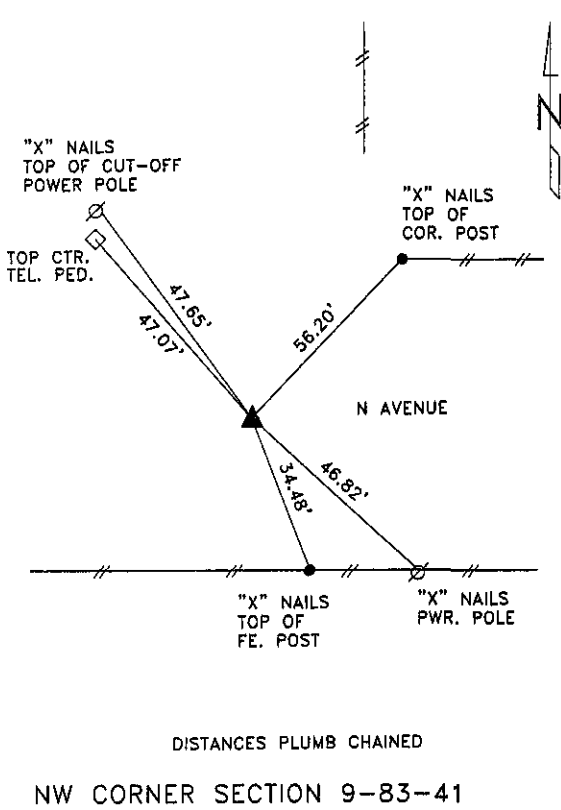 N
"X" NAILS
TOP OF CUT-OFF
POWER POLE
"X" NAILS
TOP OF
COR. POST
TOP CTR.
TEL. PED.
47.65'
47.07'
56.20'
N AVENUE
46.82'
34.48'
"X" NAILS
TOP OF
FE. POST
"X" NAILS
PWR. POLE
DISTANCES PLUMB CHAINED
NW CORNER SECTION 9-83-41